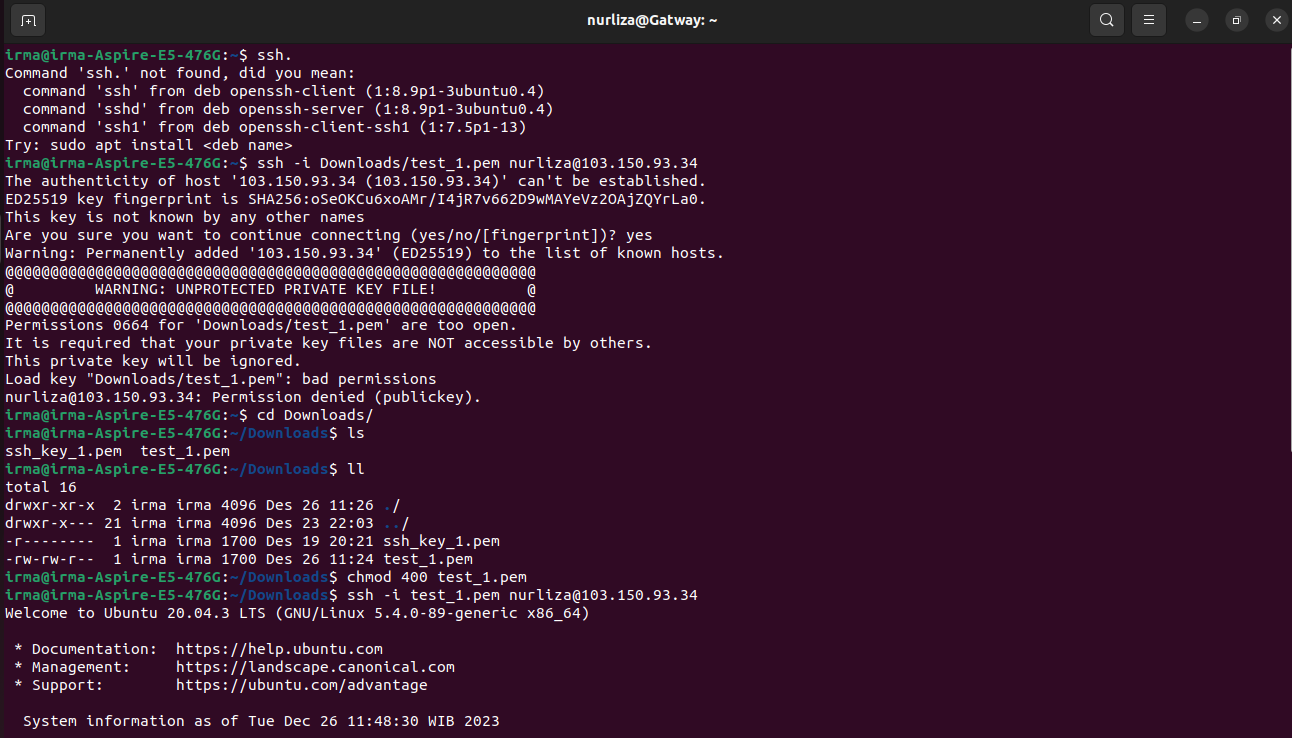 nurliza@Gatway: ~
irma@irma-Aspire-E5-476G:~$ ssh.
Command 'ssh.' not found, did you mean:
  command 'ssh' from deb openssh-client (1:8.9p1-3ubuntu0.4)
  command 'sshd' from deb openssh-server (1:8.9p1-3ubuntu0.4)
  command 'ssh1' from deb openssh-client-ssh1 (1:7.5p1-13)
Try: sudo apt install <deb name>
irma@irma-Aspire-E5-476G:~$ ssh -i Downloads/test_1.pem nurliza@103.150.93.34
The authenticity of host '103.150.93.34 (103.150.93.34)' can't be established.
ED25519 key fingerprint is SHA256:oSeOKCu6xoAMr/I4jR7v662D9wMAYeVz2OAjZQYrLa0.
This key is not known by any other names
Are you sure you want to continue connecting (yes/no/[fingerprint])? yes
Warning: Permanently added '103.150.93.34' (ED25519) to the list of known hosts.
@@@@@@@@@@@@@@@@@@@@@@@@@@@@@@@@@@@@@@@@@@@@@@@@@@@@@@@@@@@
@         WARNING: UNPROTECTED PRIVATE KEY FILE!          @
@@@@@@@@@@@@@@@@@@@@@@@@@@@@@@@@@@@@@@@@@@@@@@@@@@@@@@@@@@@
Permissions 0664 for 'Downloads/test_1.pem' are too open.
It is required that your private key files are NOT accessible by others.
This private key will be ignored.
Load key "Downloads/test_1.pem": bad permissions
nurliza@103.150.93.34: Permission denied (publickey).
irma@irma-Aspire-E5-476G:~$ cd Downloads/
irma@irma-Aspire-E5-476G:~/Downloads$ ls
ssh_key_1.pem  test_1.pem
irma@irma-Aspire-E5-476G:~/Downloads$ ll
total 16
drwxr-xr-x  2 irma irma 4096 Des 26 11:26 ./
drwxr-x--- 21 irma irma 4096 Des 23 22:03 ../
-r--------  1 irma irma 1700 Des 19 20:21 ssh_key_1.pem
-rw-rw-r--  1 irma irma 1700 Des 26 11:24 test_1.pem
irma@irma-Aspire-E5-476G:~/Downloads$ chmod 400 test_1.pem
irma@irma-Aspire-E5-476G:~/Downloads$ ssh -i test_1.pem nurliza@103.150.93.34
Welcome to Ubuntu 20.04.3 LTS (GNU/Linux 5.4.0-89-generic x86_64)
 * Documentation:  https://help.ubuntu.com
 * Management:     https://landscape.canonical.com
 * Support:        https://ubuntu.com/advantage
  System information as of Tue Dec 26 11:48:30 WIB 2023